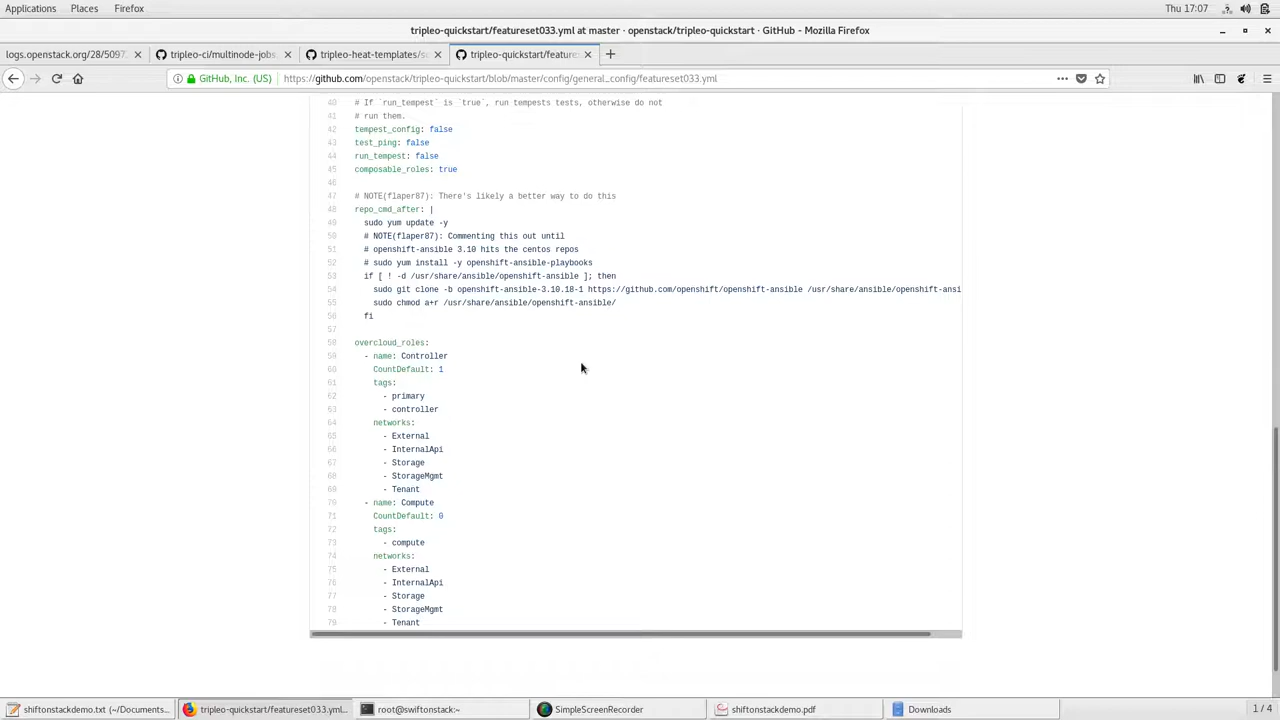 Applications Places Firefox Thu 17:07
tripleo-quickstart/featureset033.yml at master · openstack/tripleo-quickstart · GitHub - Mozilla Firefox
logs.openstack.org/28/5097 tripleo-ci/multinode-jobs. tripleo-heat-templates/s tripleo-quickstart/feature
GitHub, Inc. (US) https://github.com/openstack/tripleo-quickstart/blob/master/config/general_config/featureset033.yml
40 # If `run_tempest` is `true`, run tempests tests, otherwise do not
41 # run them.
42 tempest_config: false
43 test_ping: false
44 run_tempest: false
45 composable_roles: true
46
47 # NOTE(flaper87): There's likely a better way to do this
48 repo_cmd_after: |
49 sudo yum update -y
50 # NOTE(flaper87): Commenting this out until
51 # openshift-ansible 3.10 hits the centos repos
52 # sudo yum install -y openshift-ansible-playbooks
53 if [ ! -d /usr/share/ansible/openshift-ansible ]; then
54 sudo git clone -b openshift-ansible-3.10.18-1 https://github.com/openshift/openshift-ansible /usr/share/ansible/openshift-ansi
55 sudo chmod a+r /usr/share/ansible/openshift-ansible/
56 fi
57
58 overcloud_roles:
59 - name: Controller
60 CountDefault: 1
61 tags:
62 - primary
63 - controller
64 networks:
65 - External
66 - InternalApi
67 - Storage
68 - StorageMgmt
69 - Tenant
70 - name: Compute
71 CountDefault: 0
72 tags:
73 - compute
74 networks:
75 - External
76 - InternalApi
77 - Storage
78 - StorageMgmt
79 - Tenant
shiftonstackdemo.txt (~/Documents... tripleo-quickstart/featureset033.yml... root@swiftonstack:~ SimpleScreenRecorder shiftonstackdemo.pdf Downloads 1 / 4